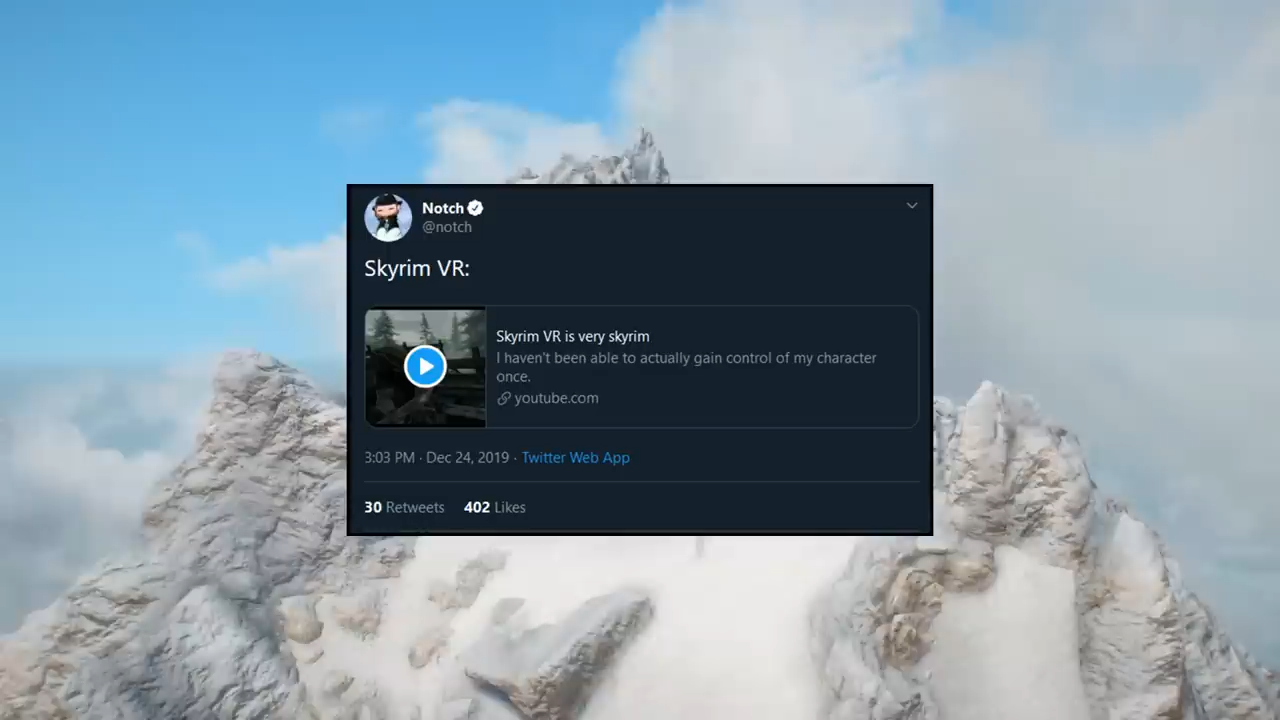 Notch
@notch
Skyrim VR:
Skyrim VR is very skyrim
I haven't been able to actually gain control of my character
once.
youtube.com
3:03 PM · Dec 24, 2019 · Twitter Web App
30 Retweets 402 Likes